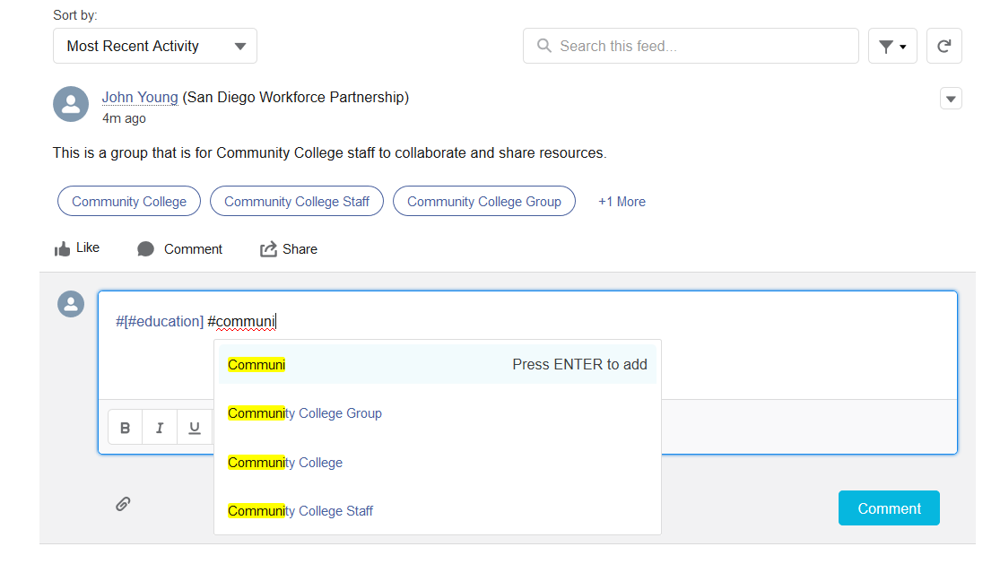 Sort by:
Most Recent Activity
Search this feed...
John Young (San Diego Workforce Partnership)
4m ago
This is a group that is for Community College staff to collaborate and share resources.
Community College
Community College Staff
Community College Group
+1 More
Like
Comment
Share
#[#education] #communi
Communi
Press ENTER to add
Community College Group
Community College
Community College Staff
B
I
U
Comment